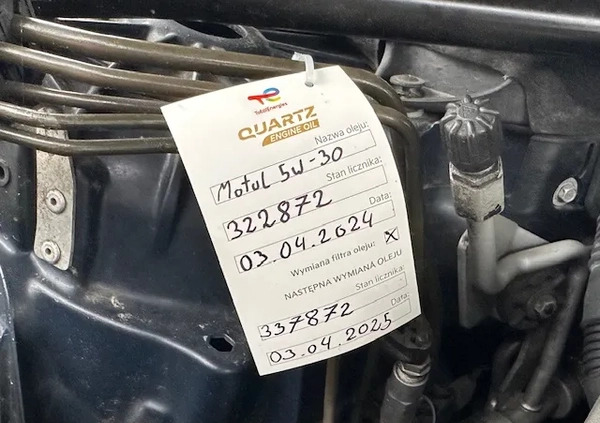 TotalEnergies
QUARTZ
ENGINE OIL
Nazwa oleju:
Motul 5W-30
Stan licznika:
322872
Data:
03.04.2024
Wymiana filtra oleju: X
NASTĘPNA WYMIANA OLEJU
Stan licznika:
337872
Data:
03.04.2025